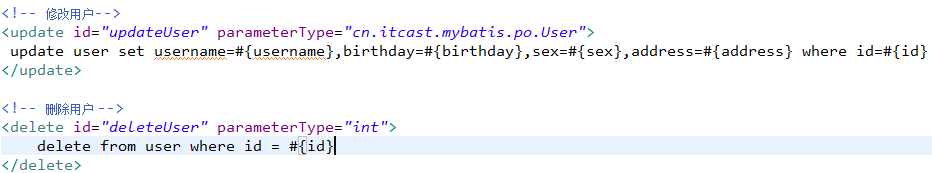 <!-- 修改用户-->
<update id="updateUser" parameterType="cn.itcast.mybatis.po.User">
update user set username=#{username},birthday=#{birthday},sex=#{sex},address=#{address} where id=#{id}
</update>
<!-- 删除用户 -->
<delete id="deleteUser" parameterType="int">
delete from user where id = #{id}
</delete>